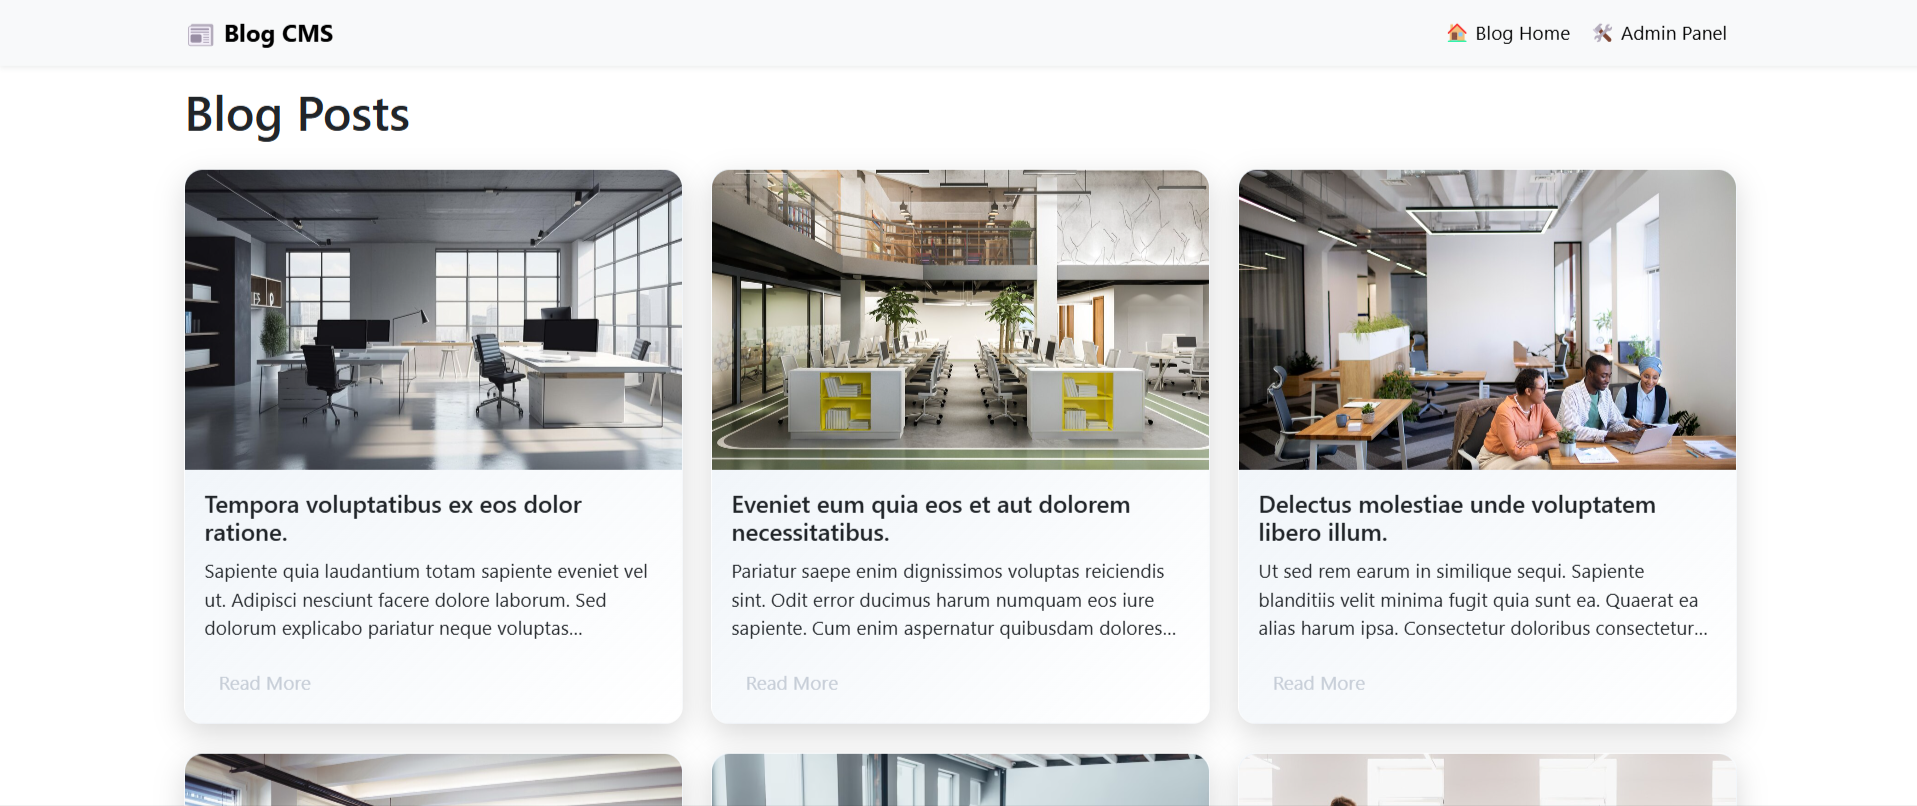 Blog CMS
Blog Home
Admin Panel
Blog Posts
Tempora voluptatibus ex eos dolor
ratione.
Sapiente quia laudantium totam sapiente eveniet vel
ut. Adipisci nesciunt facere dolore laborum. Sed
dolorum explicabo pariatur neque voluptas...
Read More
Eveniet eum quia eos et aut dolorem
necessitatibus.
Pariatur saepe enim dignissimos voluptas reiciendis
sint. Odit error ducimus harum numquam eos iure
sapiente. Cum enim aspernatur quibusdam dolores...
Read More
Delectus molestiae unde voluptatem
libero illum.
Ut sed rem earum in similique sequi. Sapiente
blanditiis velit minima fugit quia sunt ea. Quaerat ea
alias harum ipsa. Consectetur doloribus consectetur...
Read More